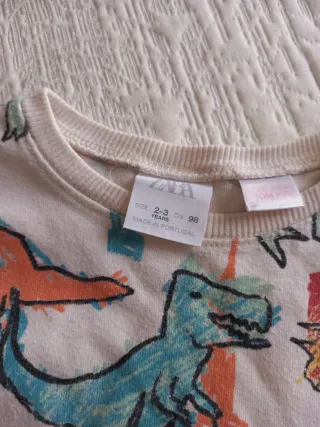 ZARA
SIZE 2-3 YEARS CM 98
MADE IN PORTUGAL